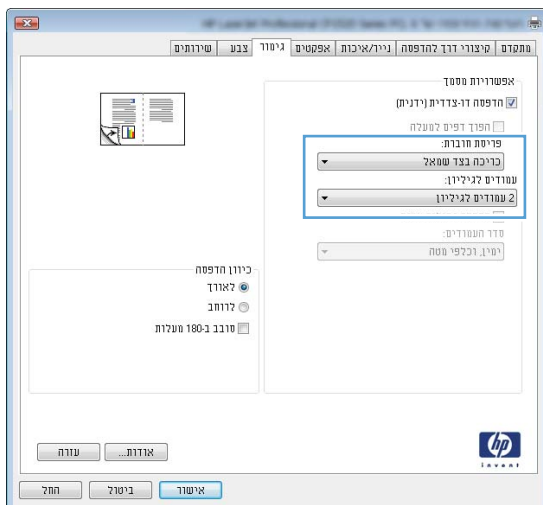 מתקדם
קיצורי דרך להדפסה
נייר/איכות
אפקטים
גימור
צבע
שירותים
אפשרויות מסמך
הדפסה דו-צדדית (ידנית)
הפוך דפים למעלה
פריסת חוברת:
כריכה בצד שמאל
עמודים לגיליון:
2 עמודים לגיליון
סדר העמודים:
ימין, וכלפי מטה
כיוון הדפסה
לאורך
לרוחב
סובב ב-180 מעלות
hp
invent
אודות...
עזרה
אישור
ביטול
החל